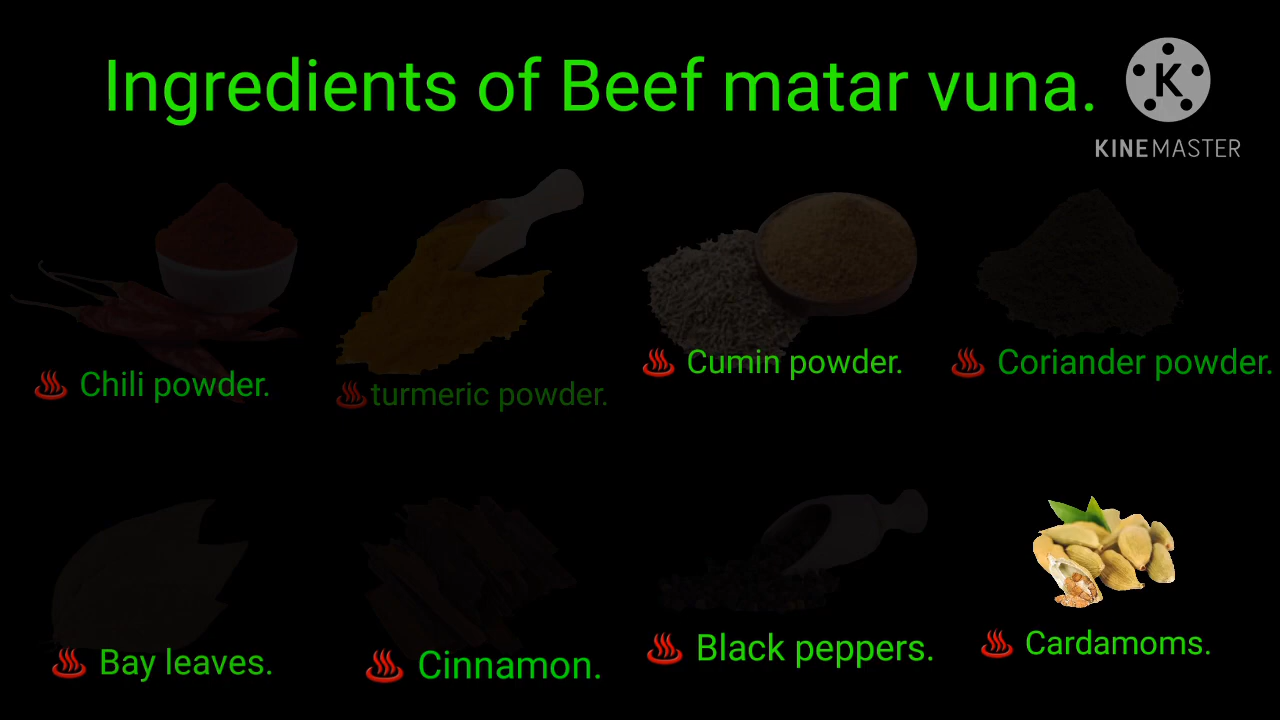 Ingredients of Beef matar vuna.
K
KINEMASTER
Chili powder.
turmeric powder.
Cumin powder.
Coriander powder.
Bay leaves.
Cinnamon.
Black peppers.
Cardamoms.